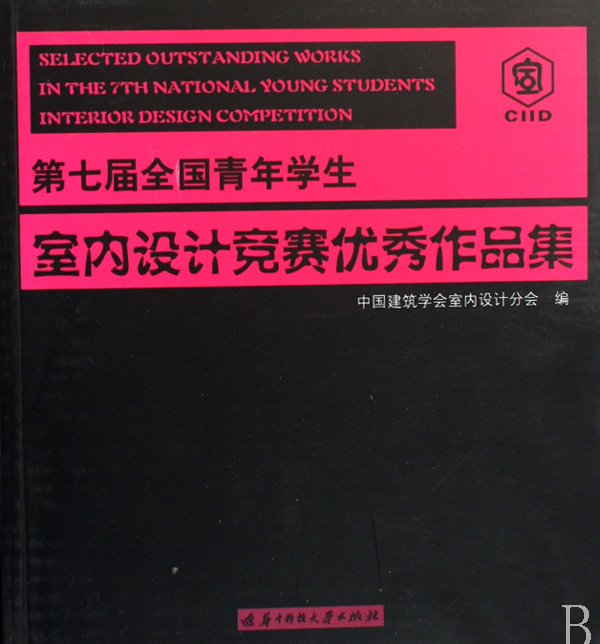 SELECTED OUTSTANDING WORKS
IN THE 7TH NATIONAL YOUNG STUDENTS
INTERIOR DESIGN COMPETITION
CIID
第七届全国青年学生
室内设计竞赛优秀作品集
中国建筑学会室内设计分会 编
华中科技大学出版社
B